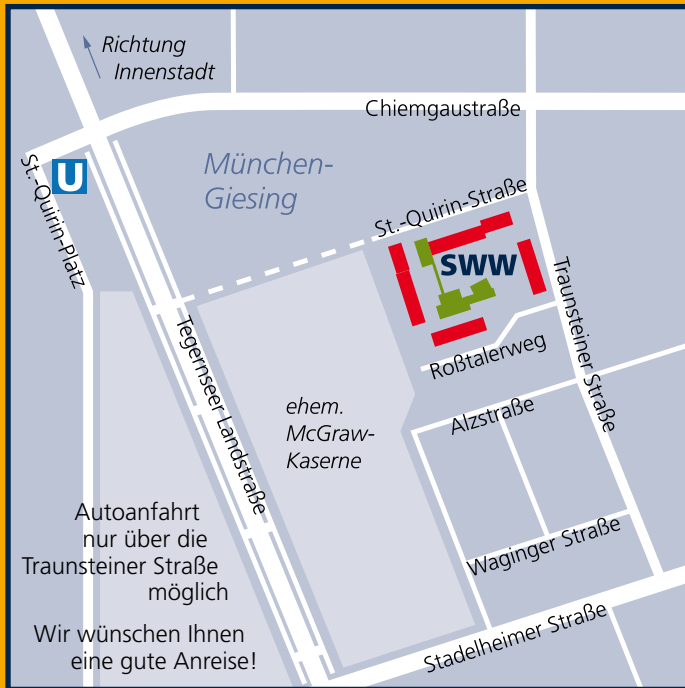 Richtung
Innenstadt
Chiemgaustraße
St.-Quirin-Platz
U
München-
Giesing
St.-Quirin-Straße
SWW
Traunsteiner Straße
Roßtalerweg
Tegernseer Landstraße
ehem.
McGraw-
Kaserne
Alzstraße
Autoanfahrt
nur über die
Traunsteiner Straße
möglich
Waginger Straße
Wir wünschen Ihnen
eine gute Anreise!
Stadelheimer Straße